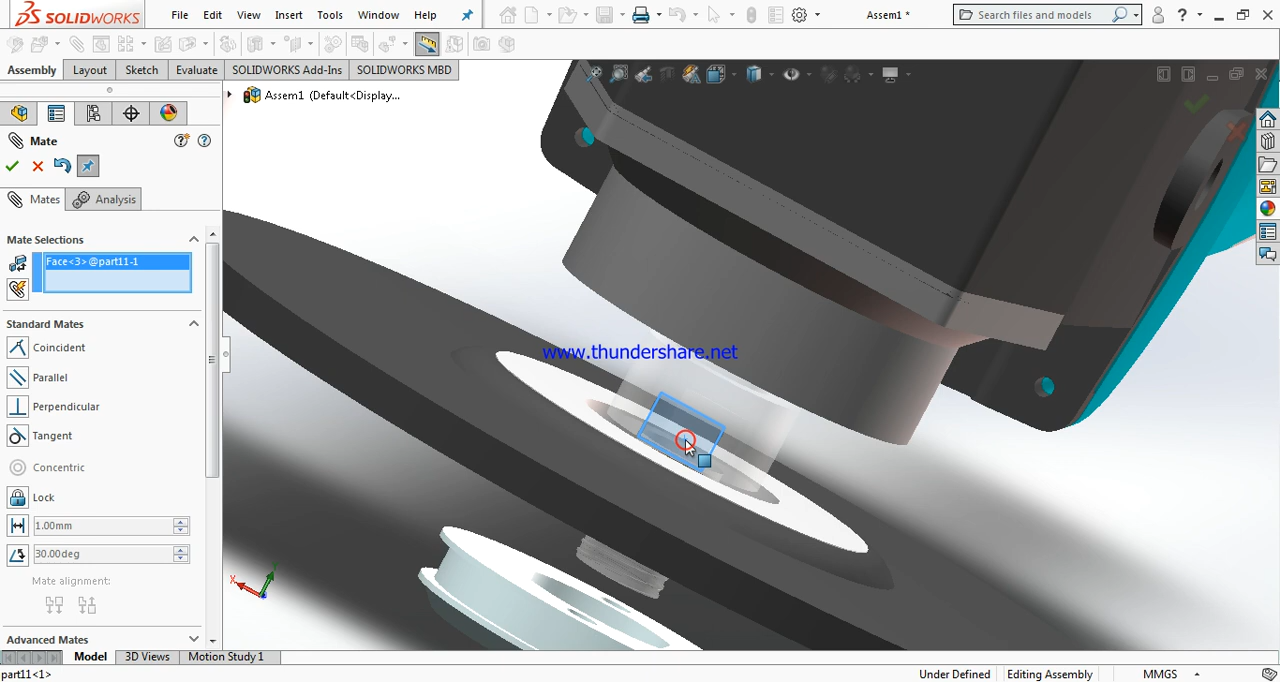 SOLIDWORKS
File Edit View Insert Tools Window Help
Assem1 *
Search files and models
Assembly Layout Sketch Evaluate SOLIDWORKS Add-Ins SOLIDWORKS MBD
Assem1 (Default<Display...
Mate
Mates
Analysis
Mate Selections
Face<3>@part11-1
Standard Mates
Coincident
Parallel
Perpendicular
Tangent
Concentric
Lock
1.00mm
30.00deg
Mate alignment:
Advanced Mates
www.thundershare.net
X
Model 3D Views Motion Study 1
part11<1>
Under Defined
Editing Assembly
MMGS